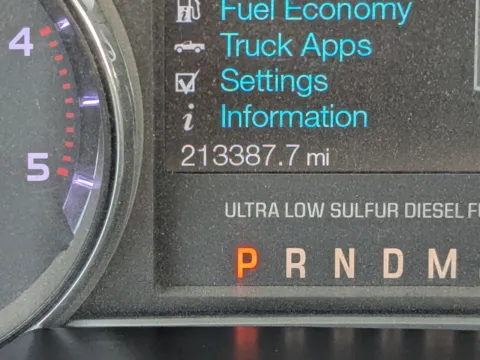 Fuel Economy
4
Truck Apps
Settings
Information
213387.7 mi
5
ULTRA LOW SULFUR DIESEL
P R N D M